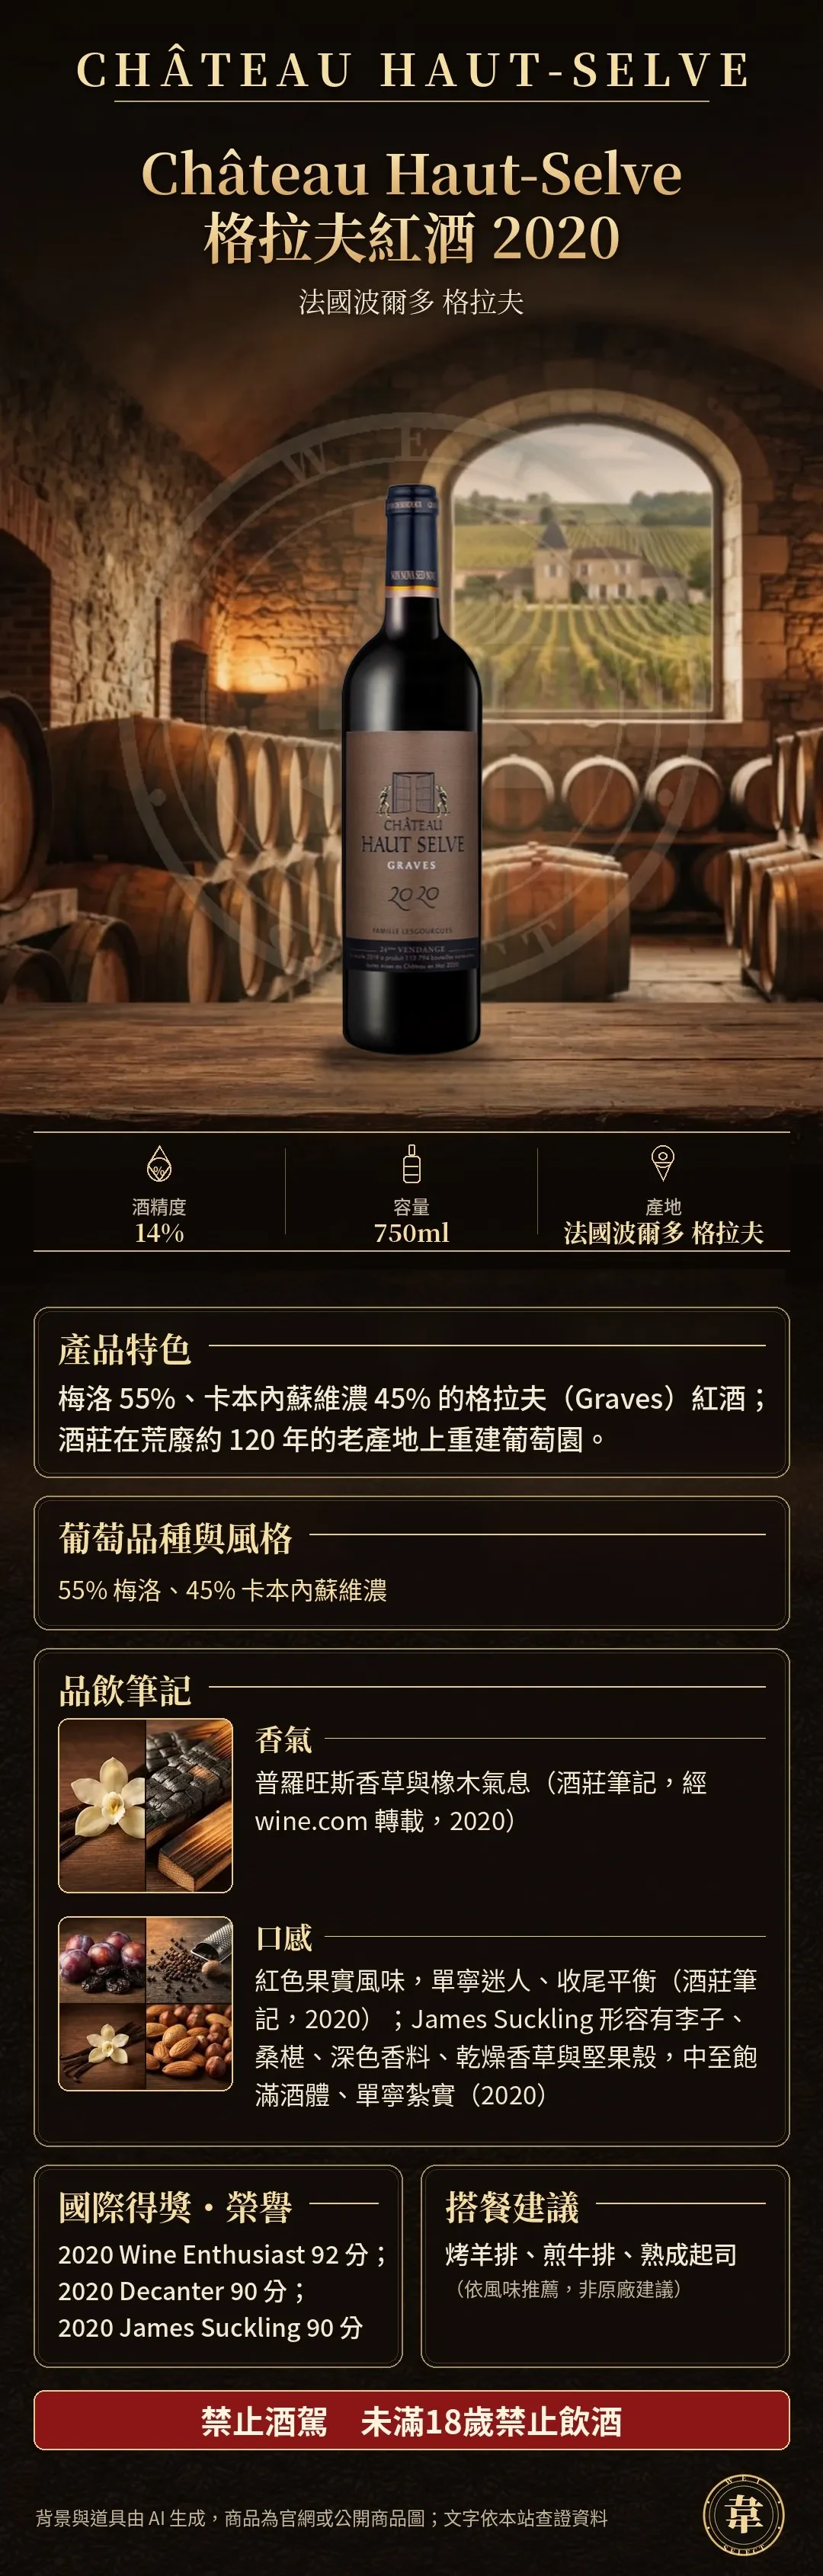 CHÂTEAU HAUT-SELVE
Château Haut-Selve
格拉夫紅酒 2020
法國波爾多 格拉夫
CHÂTEAU
HAUT SELVE
GRAVES
2020
FAMILLE LESGOURGUES
24ème VENDANGE
酒精度
14%
容量
750ml
產地
法國波爾多 格拉夫
產品特色
梅洛 55%、卡本內蘇維濃 45% 的格拉夫（Graves）紅酒；
酒莊在荒廢約 120 年的老產地上重建葡萄園。
葡萄品種與風格
55% 梅洛、45% 卡本內蘇維濃
品飲筆記
香氣
普羅旺斯香草與橡木氣息（酒莊筆記，經
wine.com 轉載，2020）
口感
紅色果實風味，單寧迷人、收尾平衡（酒莊筆
記，2020）；James Suckling 形容有李子、
桑椹、深色香料、乾燥香草與堅果殼，中至飽
滿酒體、單寧紮實（2020）
國際得獎・榮譽
2020 Wine Enthusiast 92 分；
2020 Decanter 90 分；
2020 James Suckling 90 分
搭餐建議
烤羊排、煎牛排、熟成起司
（依風味推薦，非原廠建議）
禁止酒駕　未滿18歲禁止飲酒
背景與道具由 AI 生成，商品為官網或公開商品圖；文字依本站查證資料
WEI
韋
SELECT